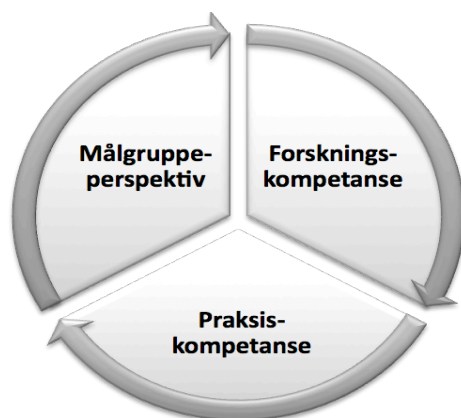 Målgruppe-
perspektiv
Forsknings-
kompetanse
Praksis-
kompetanse